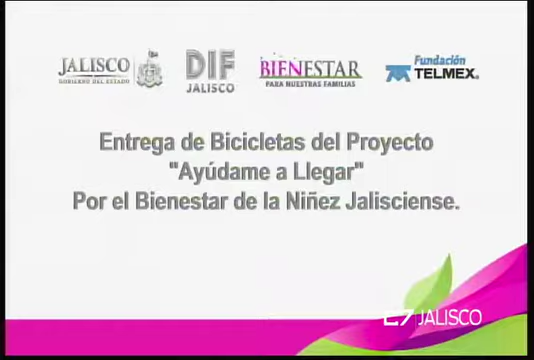 JALISCO
GOBIERNO DEL ESTADO
DIF
JALISCO
BIENESTAR
PARA NUESTRAS FAMILIAS
Fundación
TELMEX®
Entrega de Bicicletas del Proyecto
"Ayúdame a Llegar"
Por el Bienestar de la Niñez Jalisciense.
C7 JALISCO